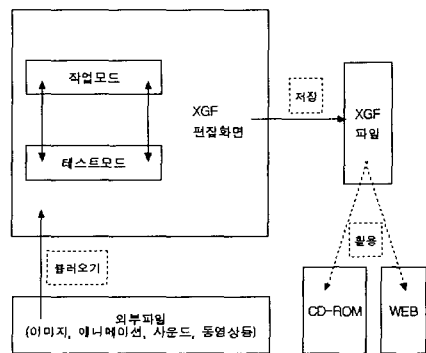 작업모드
XGF
편집화면
테스트모드
저장
XGF
파일
불러오기
활용
외부파일
(이미지, 애니메이션, 사운드, 동영상등)
CD-ROM
WEB